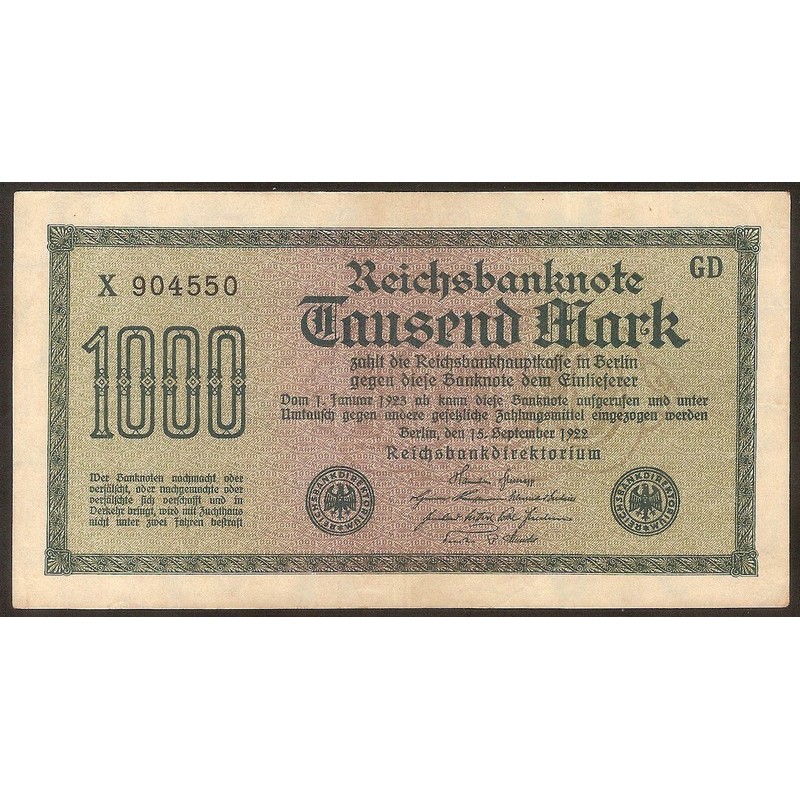 X 904550
GD
1000
Reichsbanknote
Tausend Mark
zahlt die Reichsbankhauptkasse in Berlin
gegen diese Banknote dem Einlieferer
Dom 1. Januar 1923 ab kann diese Banknote aufgerufen und unter
Umtausch gegen andere gesetzliche Zahlungsmittel eingezogen werden
Berlin, den 15. September 1922
Reichsbankdirektorium
Wer Banknoten nachmacht oder
verfälscht, oder nachgemachte oder
verfälschte sich verschafft und in
Verkehr bringt, wird mit Zuchthaus
nicht unter zwei Jahren bestraft
REICHSBANKDIREKTORIUM
REICHSBANKDIREKTORIUM